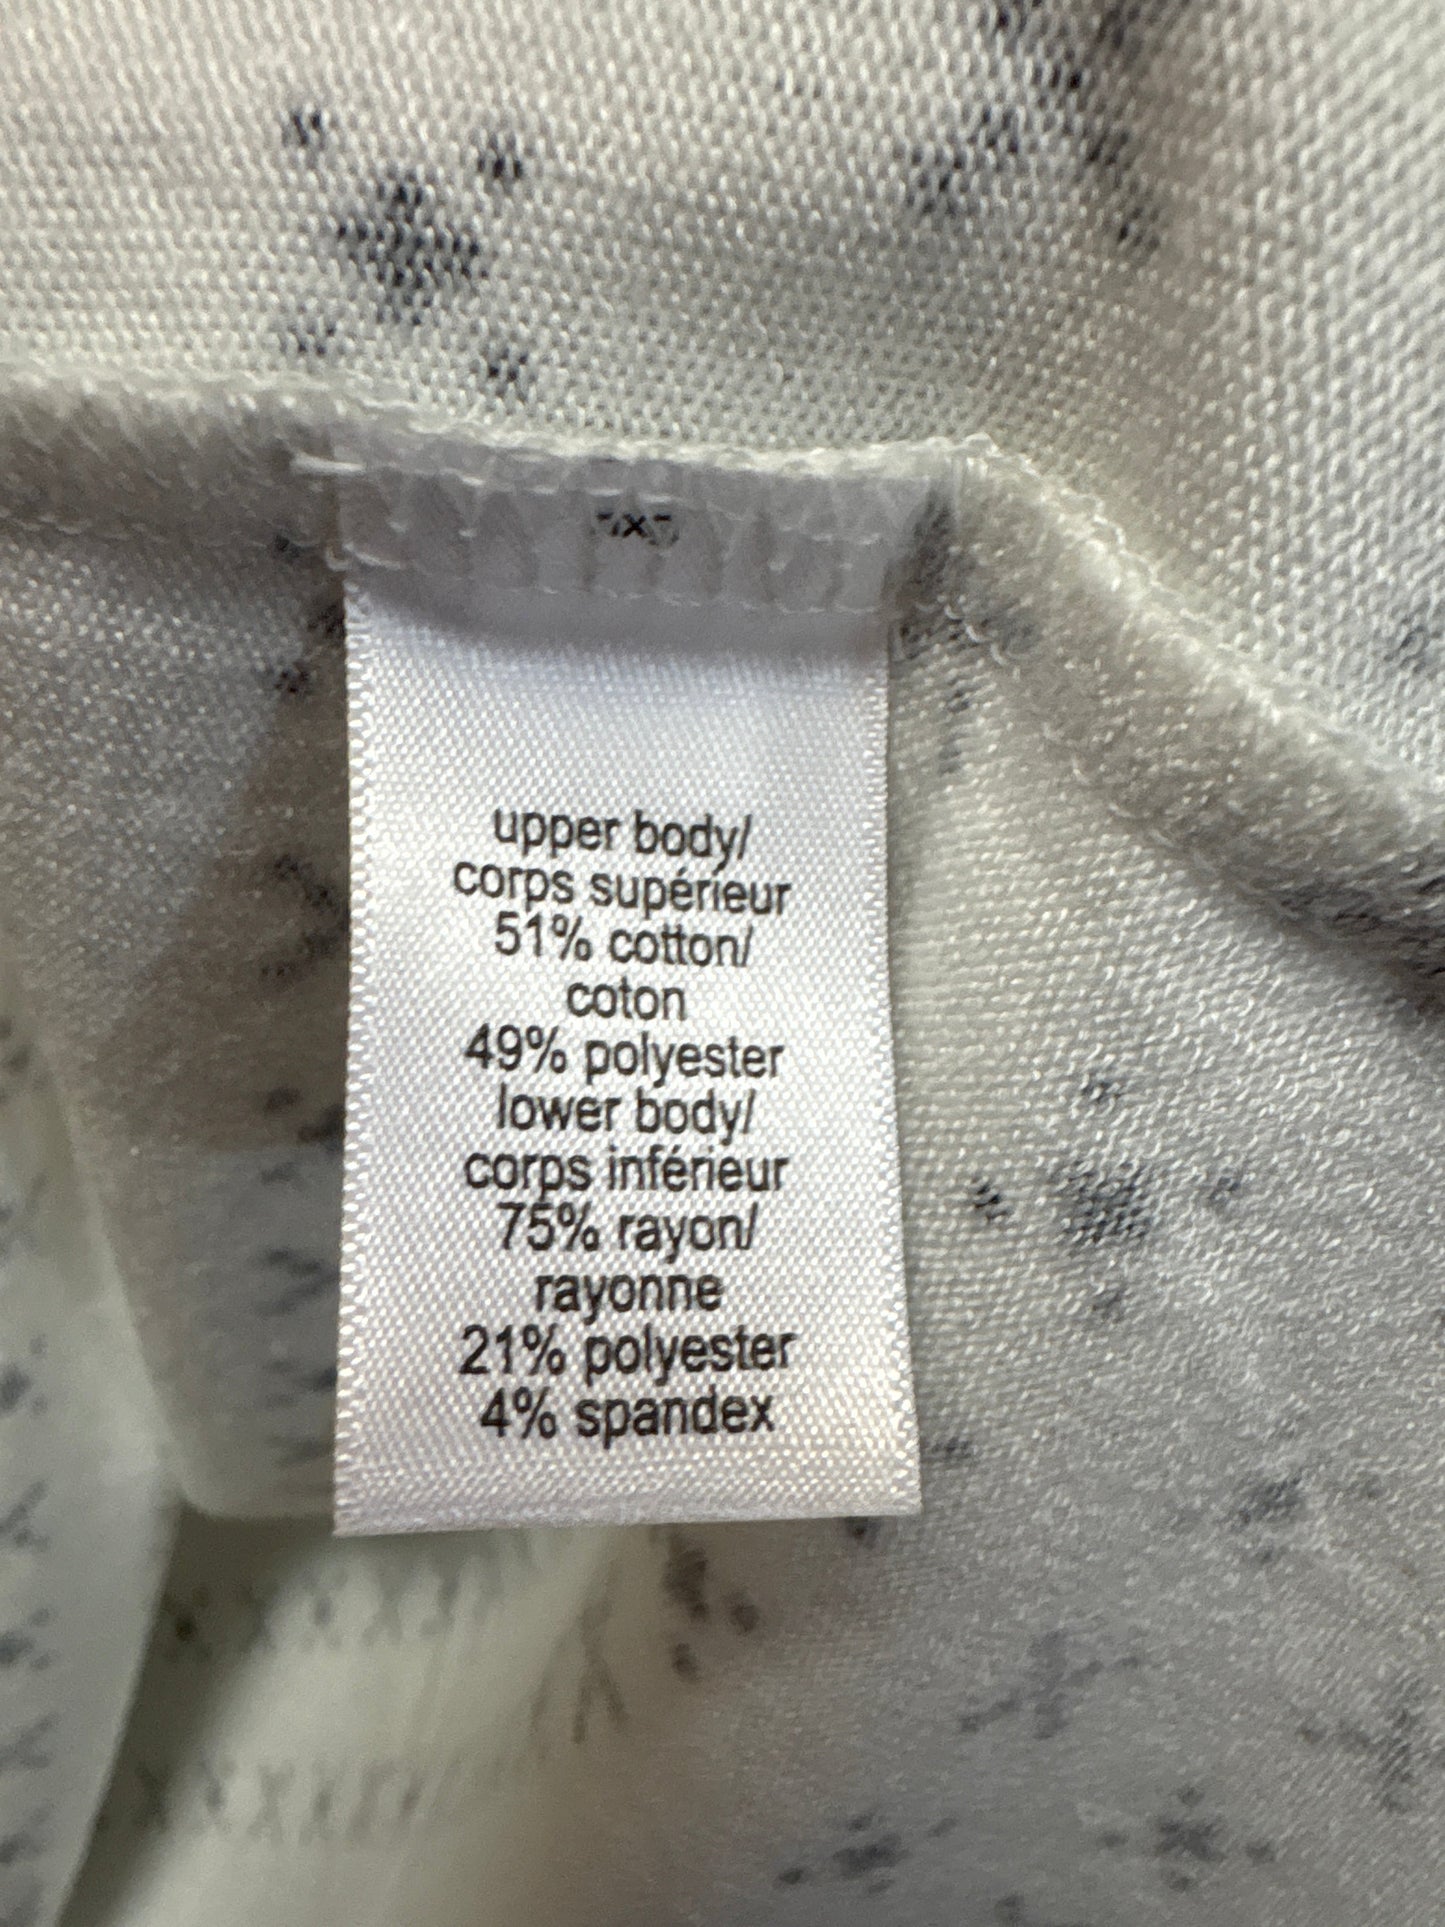 upper body/
corps supérieur
51% cotton/
coton
49% polyester
lower body/
corps inférieur
75% rayon/
rayonne
21% polyester
4% spandex